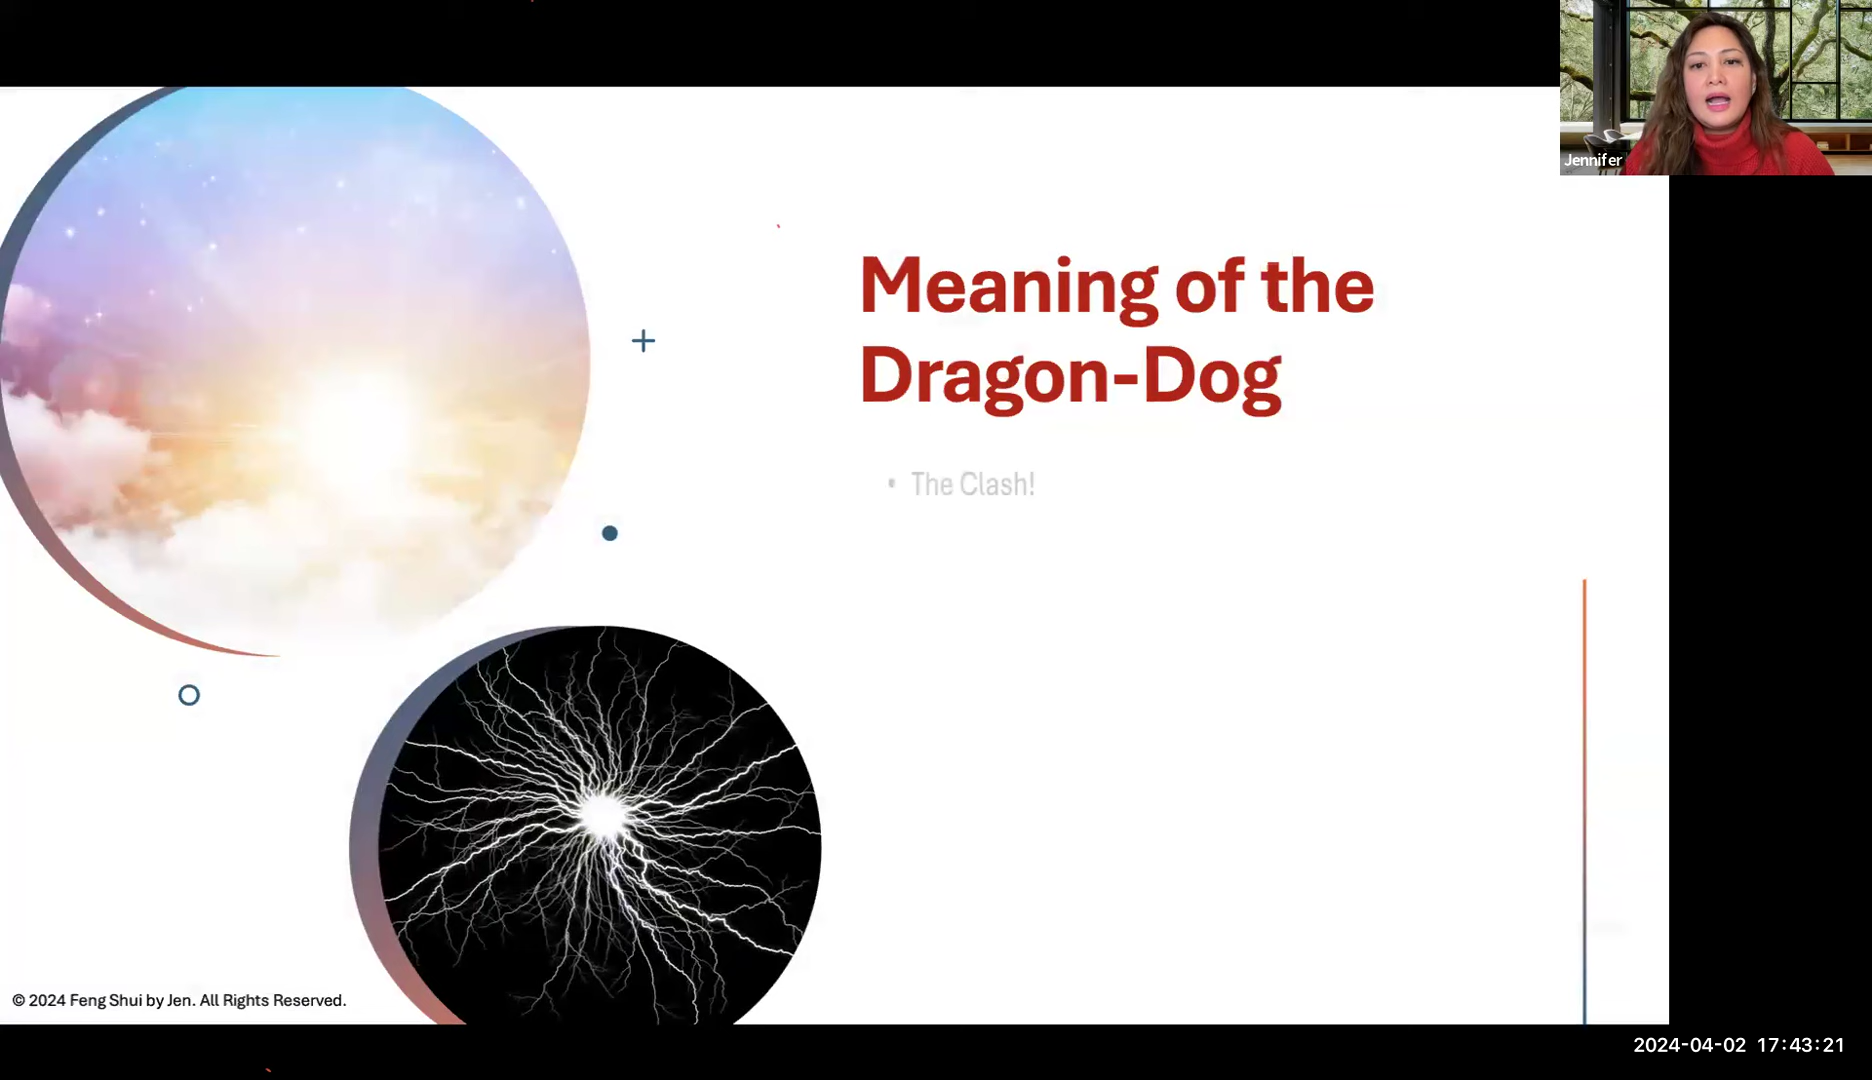 Jennifer
Meaning of the
Dragon-Dog
• The Clash!
© 2024 Feng Shui by Jen. All Rights Reserved.
2024-04-02 17:43:21